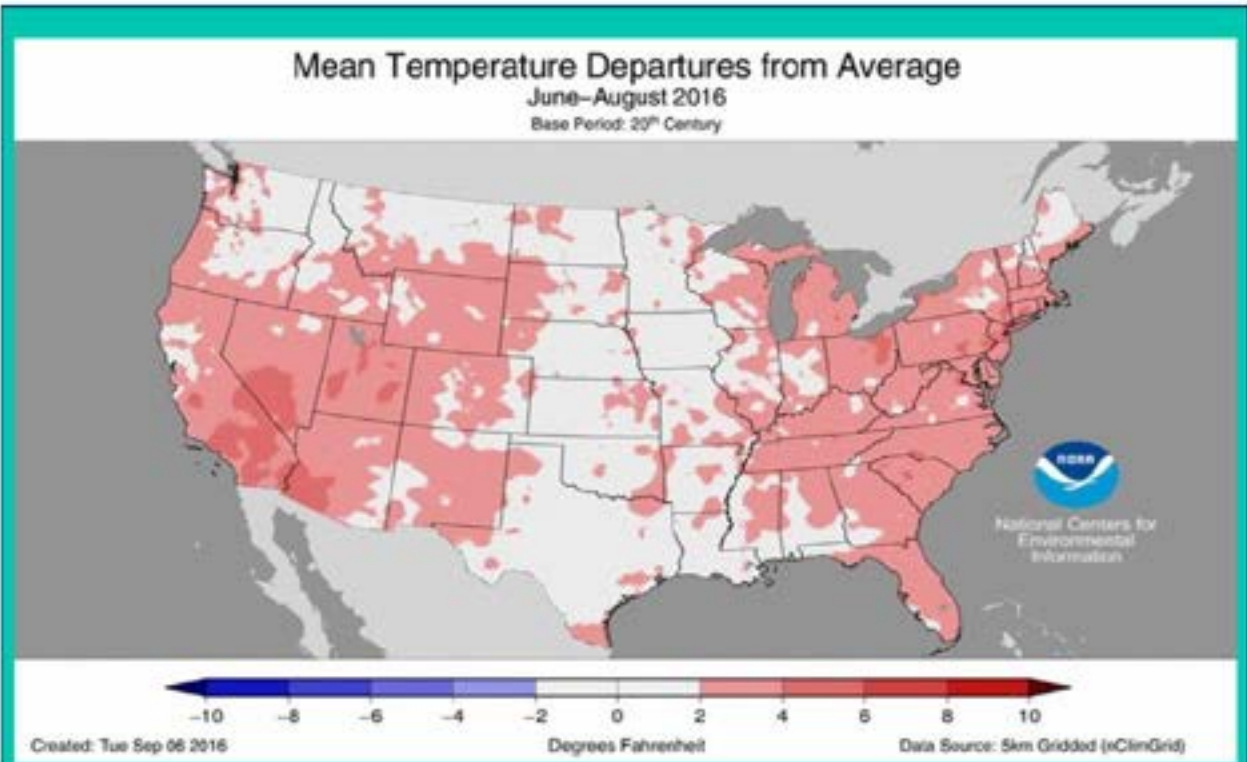 Mean Temperature Departures from Average
June–August 2016
Base Period: 20th Century
NOAA
National Centers for
Environmental
Information
−10 −8 −6 −4 −2 0 2 4 6 8 10
Created: Tue Sep 06 2016 Degrees Fahrenheit Data Source: 5km Gridded (nClimGrid)